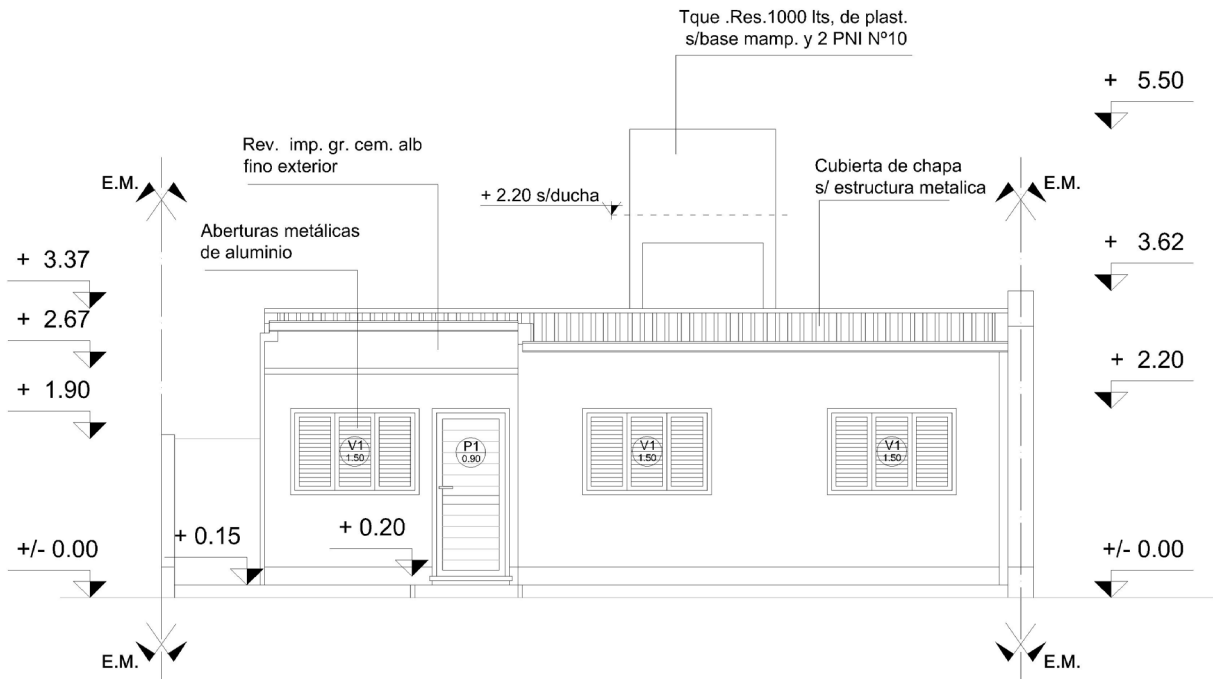 Tque .Res.1000 lts, de plast.
s/base mamp. y 2 PNI Nº10
+ 5.50
Rev. imp. gr. cem. alb
fino exterior
Cubierta de chapa
s/ estructura metalica
E.M.
E.M.
+ 2.20 s/ducha
Aberturas metálicas
de aluminio
+ 3.37
+ 3.62
+ 2.67
+ 2.20
+ 1.90
V1
1.50
P1
0.90
V1
1.50
V1
1.50
+ 0.15
+ 0.20
+/- 0.00
+/- 0.00
E.M.
E.M.